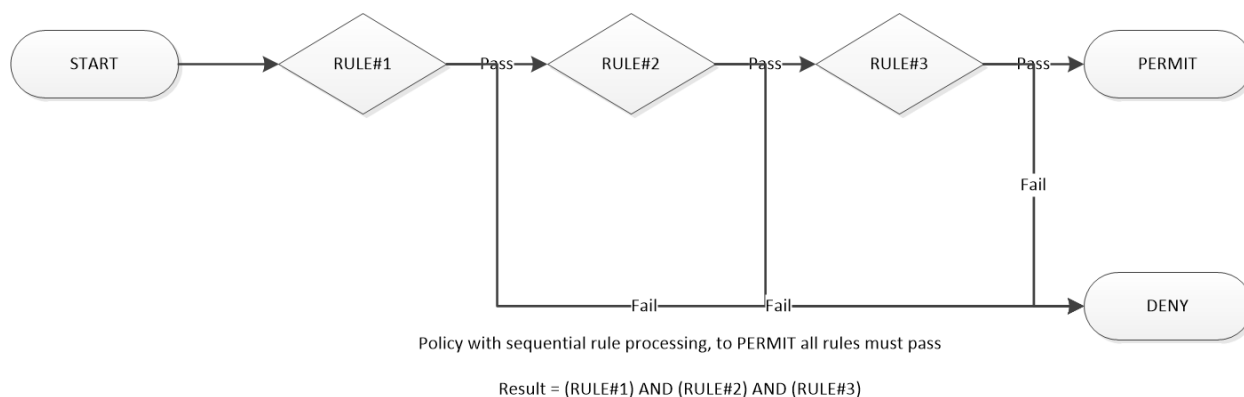 START
RULE#1
Pass
RULE#2
Pass
RULE#3
Pass
PERMIT
Fail
Fail
Fail
DENY
Policy with sequential rule processing, to PERMIT all rules must pass
Result = (RULE#1) AND (RULE#2) AND (RULE#3)